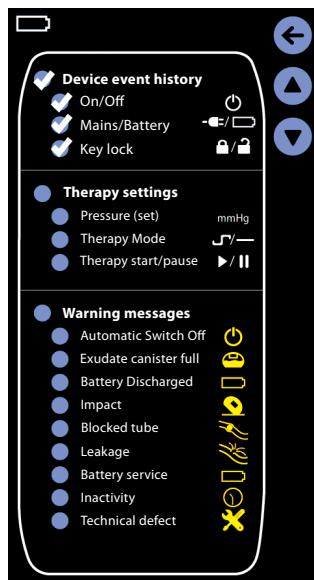 Device event history
On/Off
Mains/Battery
Key lock
Therapy settings
Pressure (set) mmHg
Therapy Mode
Therapy start/pause
Warning messages
Automatic Switch Off
Exudate canister full
Battery Discharged
Impact
Blocked tube
Leakage
Battery service
Inactivity
Technical defect